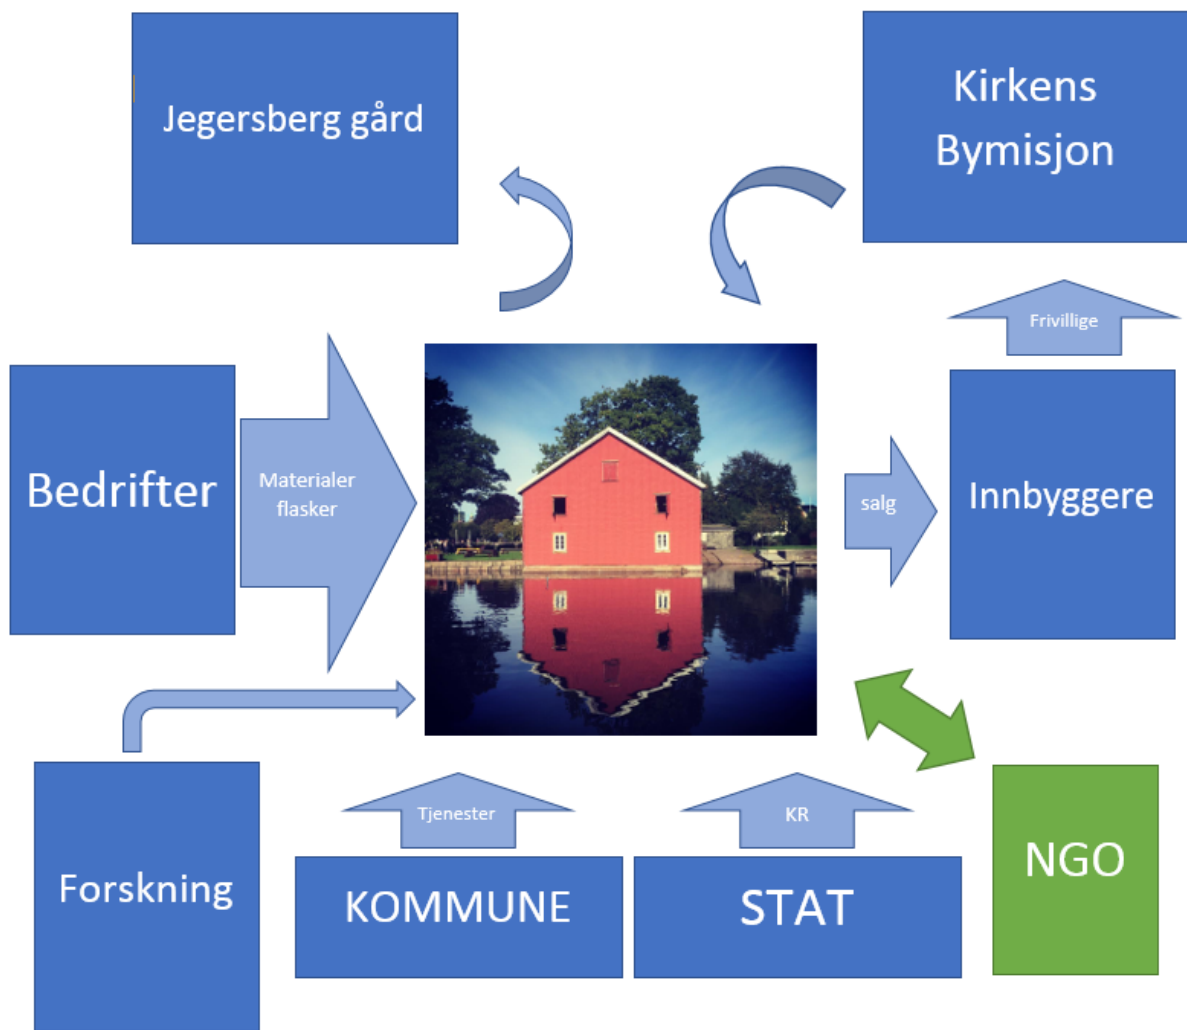 Jegersberg gård
Kirkens
Bymisjon
Frivillige
Bedrifter
Materialer
flasker
salg
Innbyggere
Forskning
Tjenester
KOMMUNE
KR
STAT
NGO